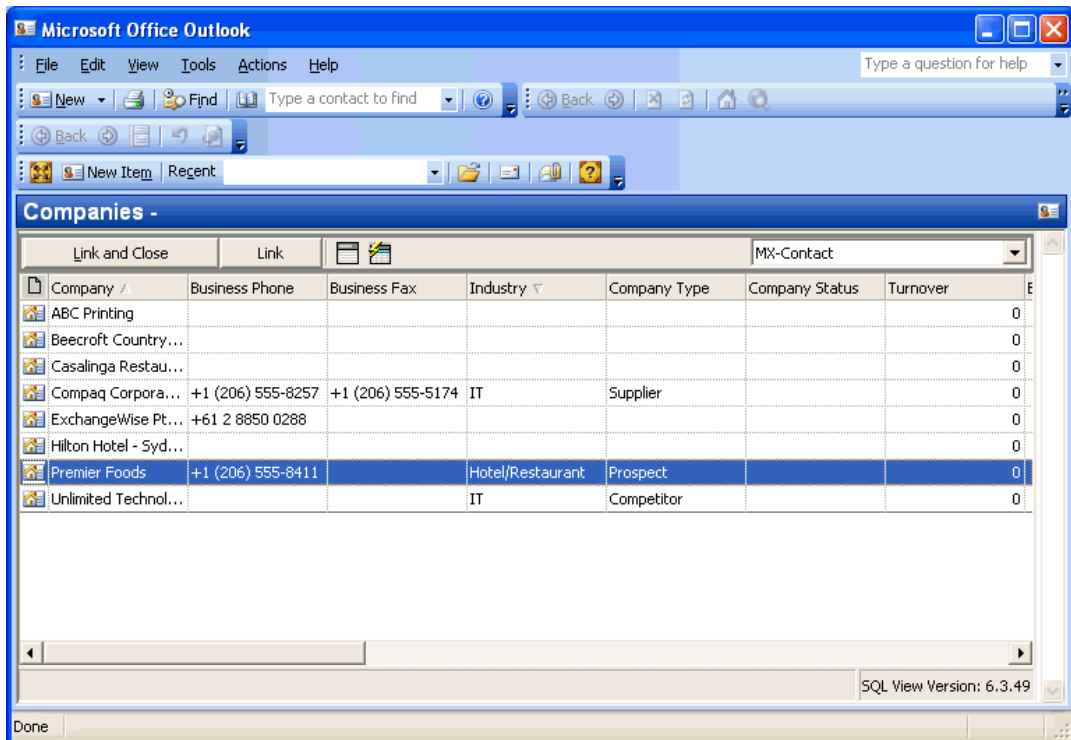 Microsoft Office Outlook
File Edit View Tools Actions Help Type a question for help
New Find Type a contact to find Back
Back
New Item Recent
Companies -
Link and Close Link MX-Contact
Company Business Phone Business Fax Industry Company Type Company Status Turnover E
ABC Printing 0
Beecroft Country... 0
Casalinga Restau... 0
Compaq Corpora... +1 (206) 555-8257 +1 (206) 555-5174 IT Supplier 0
ExchangeWise Pt... +61 2 8850 0288 0
Hilton Hotel - Syd... 0
Premier Foods +1 (206) 555-8411 Hotel/Restaurant Prospect 0
Unlimited Technol... IT Competitor 0
SQL View Version: 6.3.49
Done